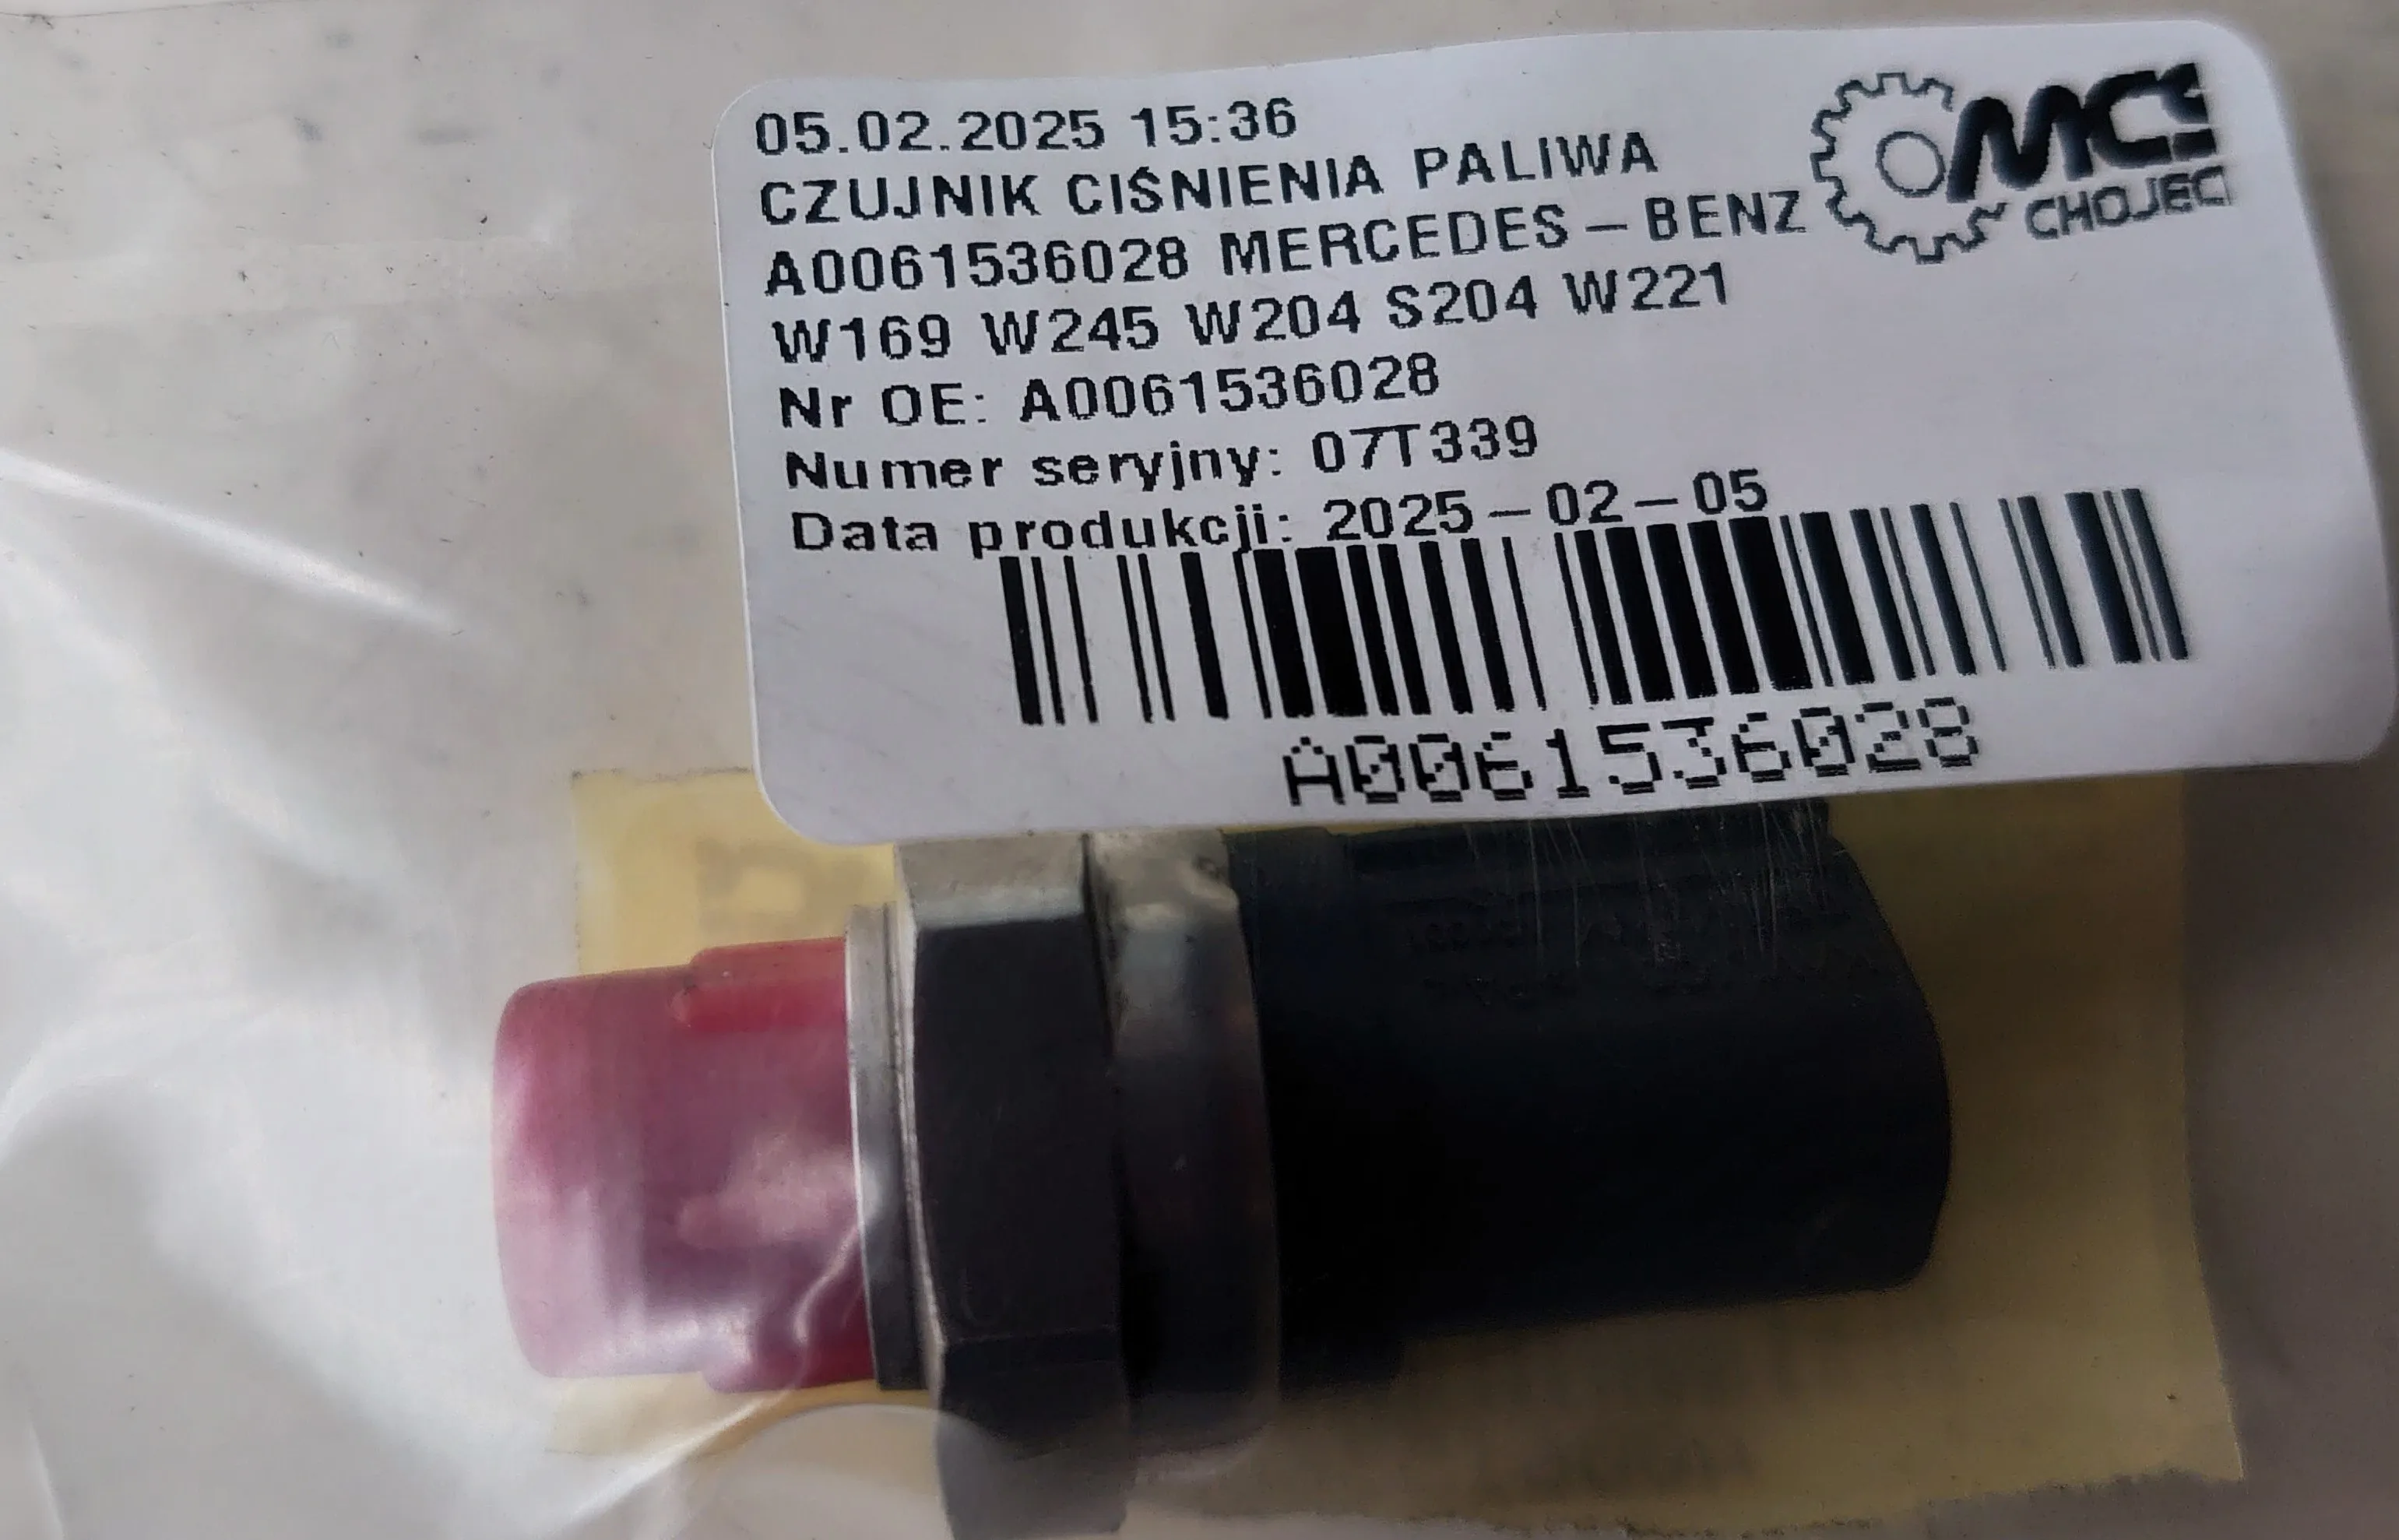 05.02.2025 15:36
CZUJNIK CIŚNIENIA PALIWA
A0061536028 MERCEDES-BENZ
W169 W245 W204 S204 W221
Nr OE: A0061536028
Numer seryjny: 07T339
Data produkcji: 2025-02-05
A0061536028
CHOJEC